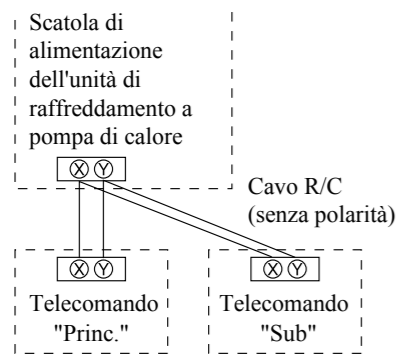 Scatola di
alimentazione
dell'unità di
raffreddamento a
pompa di calore
X Y
Cavo R/C
(senza polarità)
X Y
X Y
Telecomando
"Princ."
Telecomando
"Sub"